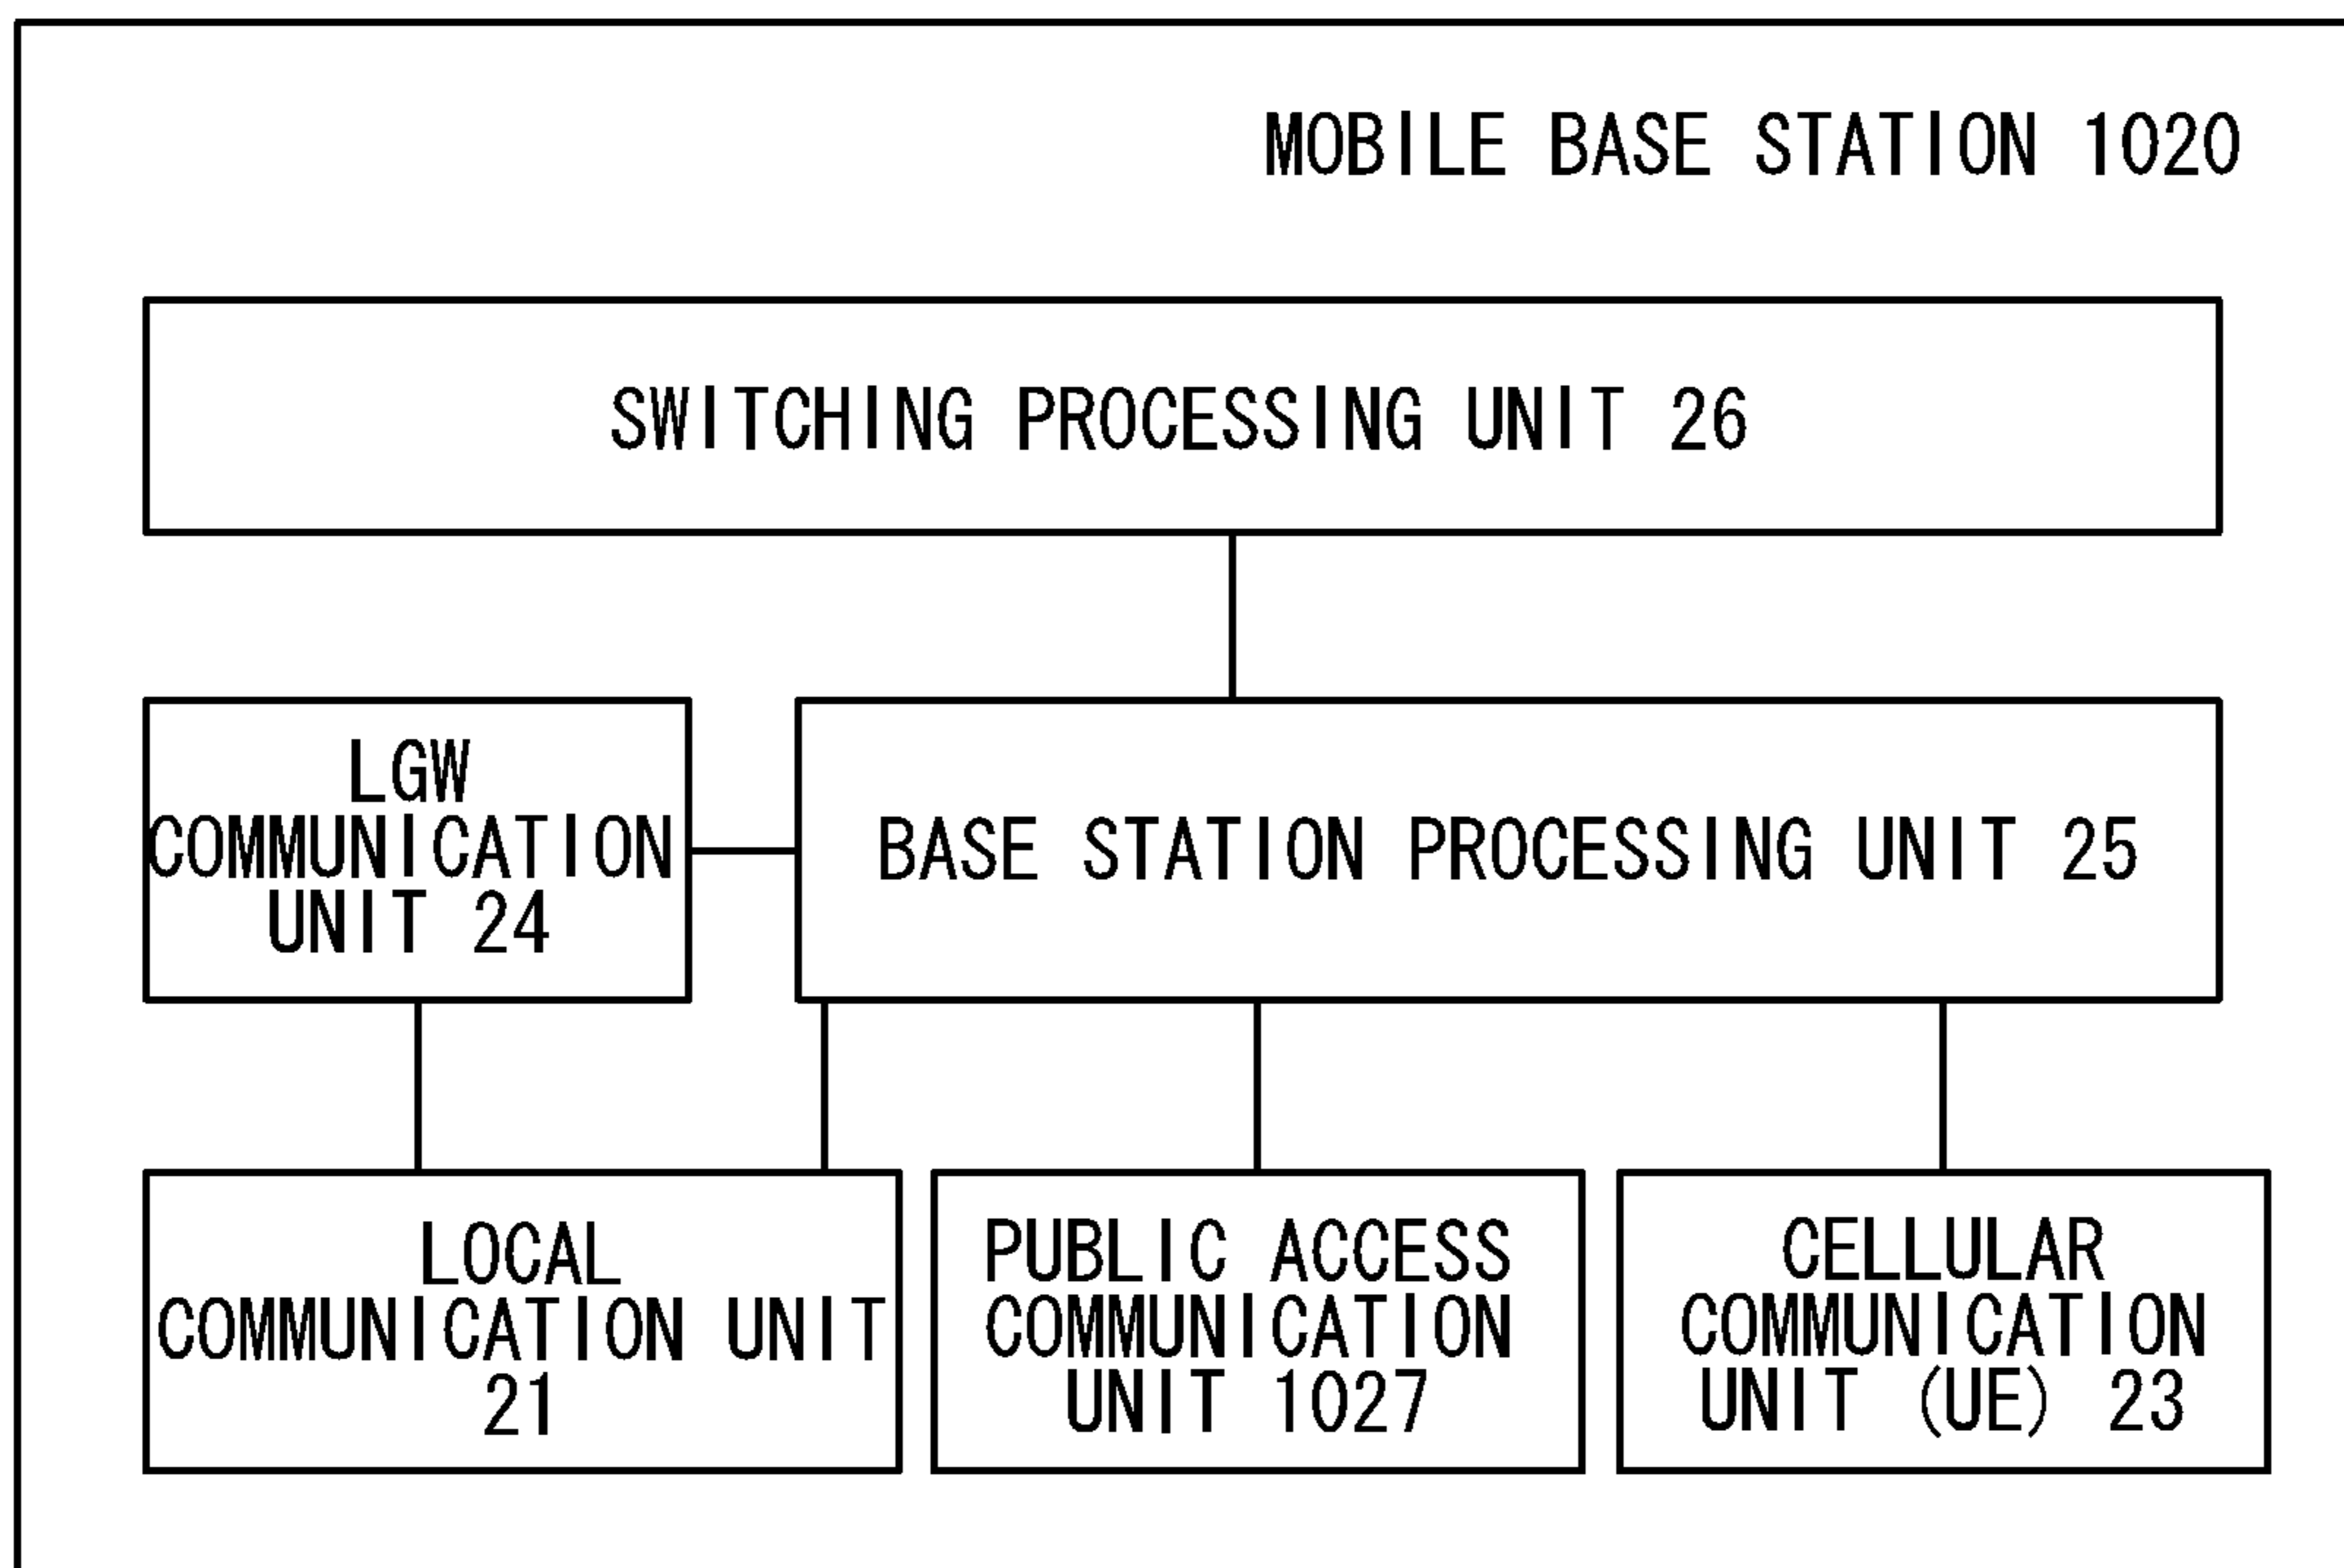 MOBILE BASE STATION 1020
SWITCHING PROCESSING UNIT 26
LGW
COMMUNICATION
UNIT 24
BASE STATION PROCESSING UNIT 25
LOCAL
COMMUNICATION UNIT
21
PUBLIC ACCESS
COMMUNICATION
UNIT 1027
CELLULAR
COMMUNICATION
UNIT (UE) 23